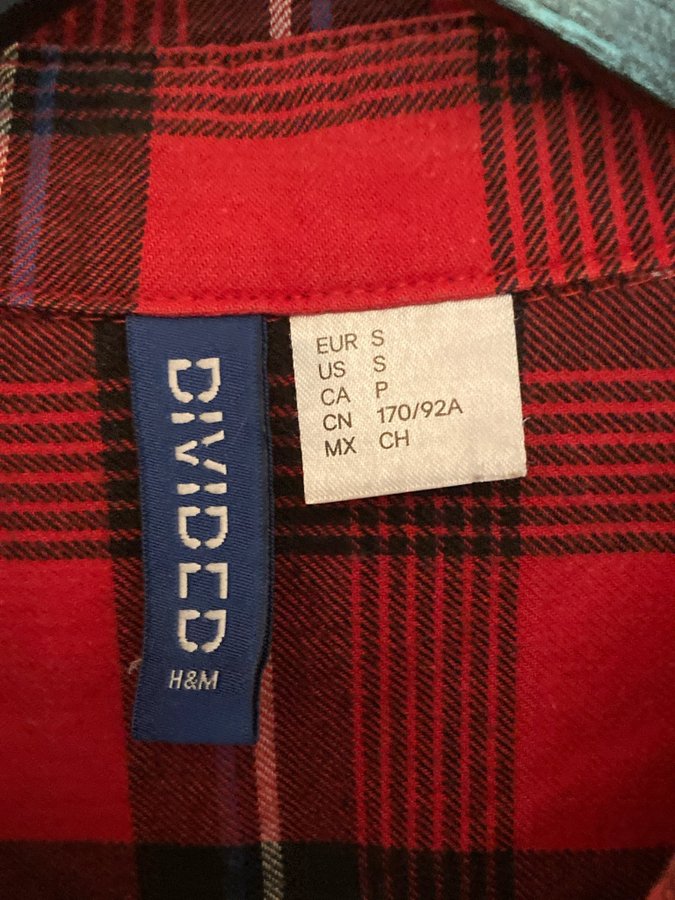 DIVIDED
H&M
EUR S
US S
CA P
CN 170/92A
MX CH